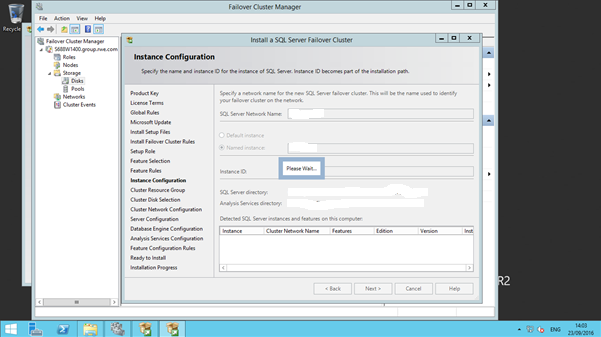 Recycle
Failover Cluster Manager
File Action View Help
Failover Cluster Manager
S688W1400.group.rwe.com
Roles
Nodes
Storage
Disks
Pools
Networks
Cluster Events
Install a SQL Server Failover Cluster
Instance Configuration
Specify the name and instance ID for the instance of SQL Server. Instance ID becomes part of the installation path.
Product Key
License Terms
Global Rules
Microsoft Update
Install Setup Files
Install Failover Cluster Rules
Setup Role
Feature Selection
Feature Rules
Instance Configuration
Cluster Resource Group
Cluster Disk Selection
Cluster Network Configuration
Server Configuration
Database Engine Configuration
Analysis Services Configuration
Feature Configuration Rules
Ready to Install
Installation Progress
Specify a network name for the new SQL Server failover cluster. This will be the name used to identify
your failover cluster on the network.
SQL Server Network Name:
Default instance
Named instance:
Please Wait...
Instance ID:
SQL Server directory:
Analysis Services directory:
Detected SQL Server instances and features on this computer:
Instance Cluster Network Name Features Edition Version Inst
< Back Next > Cancel Help
R2
ENG
14:03
23/09/2016